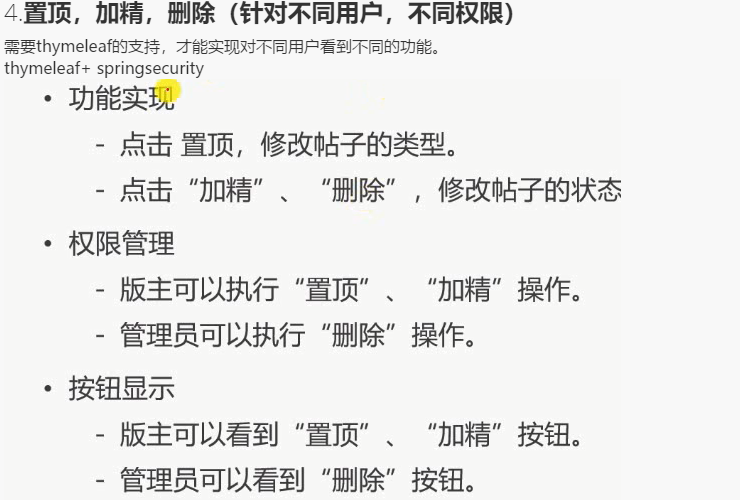 4.置顶，加精，删除（针对不同用户，不同权限）
需要thymeleaf的支持，才能实现对不同用户看到不同的功能。
thymeleaf+ springsecurity
• 功能实现
- 点击 置顶，修改帖子的类型。
- 点击“加精”、“删除”，修改帖子的状态
• 权限管理
- 版主可以执行“置顶”、“加精”操作。
- 管理员可以执行“删除”操作。
• 按钮显示
- 版主可以看到“置顶”、“加精”按钮。
- 管理员可以看到“删除”按钮。